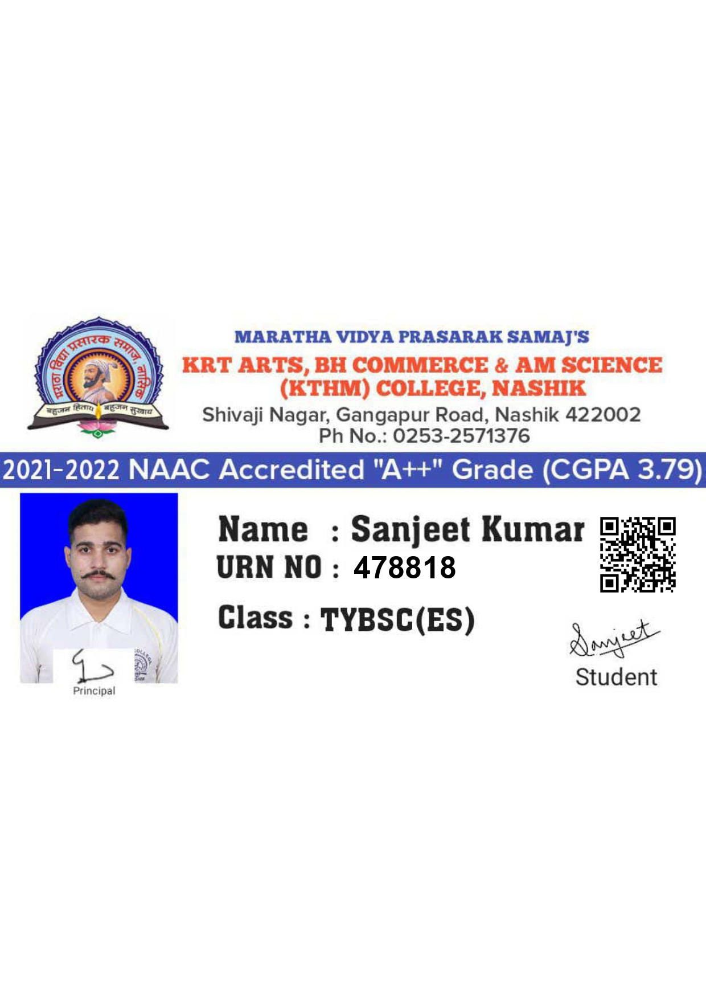 मराठा विद्या प्रसारक समाज, नाशिक
बहुजन हिताय बहुजन सुखाय
MARATHA VIDYA PRASARAK SAMAJ'S
KRT ARTS, BH COMMERCE & AM SCIENCE
(KTHM) COLLEGE, NASHIK
Shivaji Nagar, Gangapur Road, Nashik 422002
Ph No.: 0253-2571376
2021-2022 NAAC Accredited "A++" Grade (CGPA 3.79)
Name : Sanjeet Kumar
URN NO : 478818
Class : TYBSC(ES)
COLLEGE
Principal
Sanjeet
Student